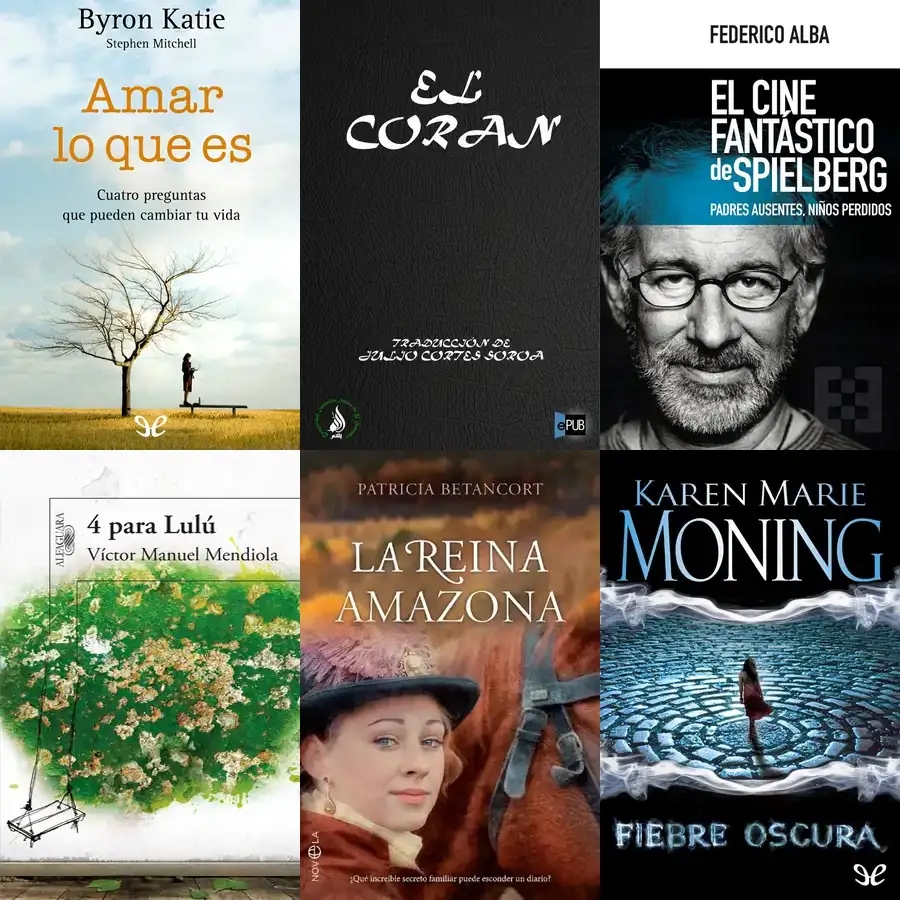 Byron Katie
Stephen Mitchell
Amar
lo que es
Cuatro preguntas
que pueden cambiar tu vida
EL
CORAN
TRADUCCIÓN DE
JULIO CORTES SOROA
ePUB
FEDERICO ALBA
EL CINE
FANTÁSTICO
de SPIELBERG
PADRES AUSENTES, NIÑOS PERDIDOS
ALFAGUARA
4 para Lulú
Víctor Manuel Mendiola
PATRICIA BETANCORT
LA REINA
AMAZONA
NOVELA
¿Qué increíble secreto familiar puede esconder un diario?
KAREN MARIE
MONING
FIEBRE OSCURA